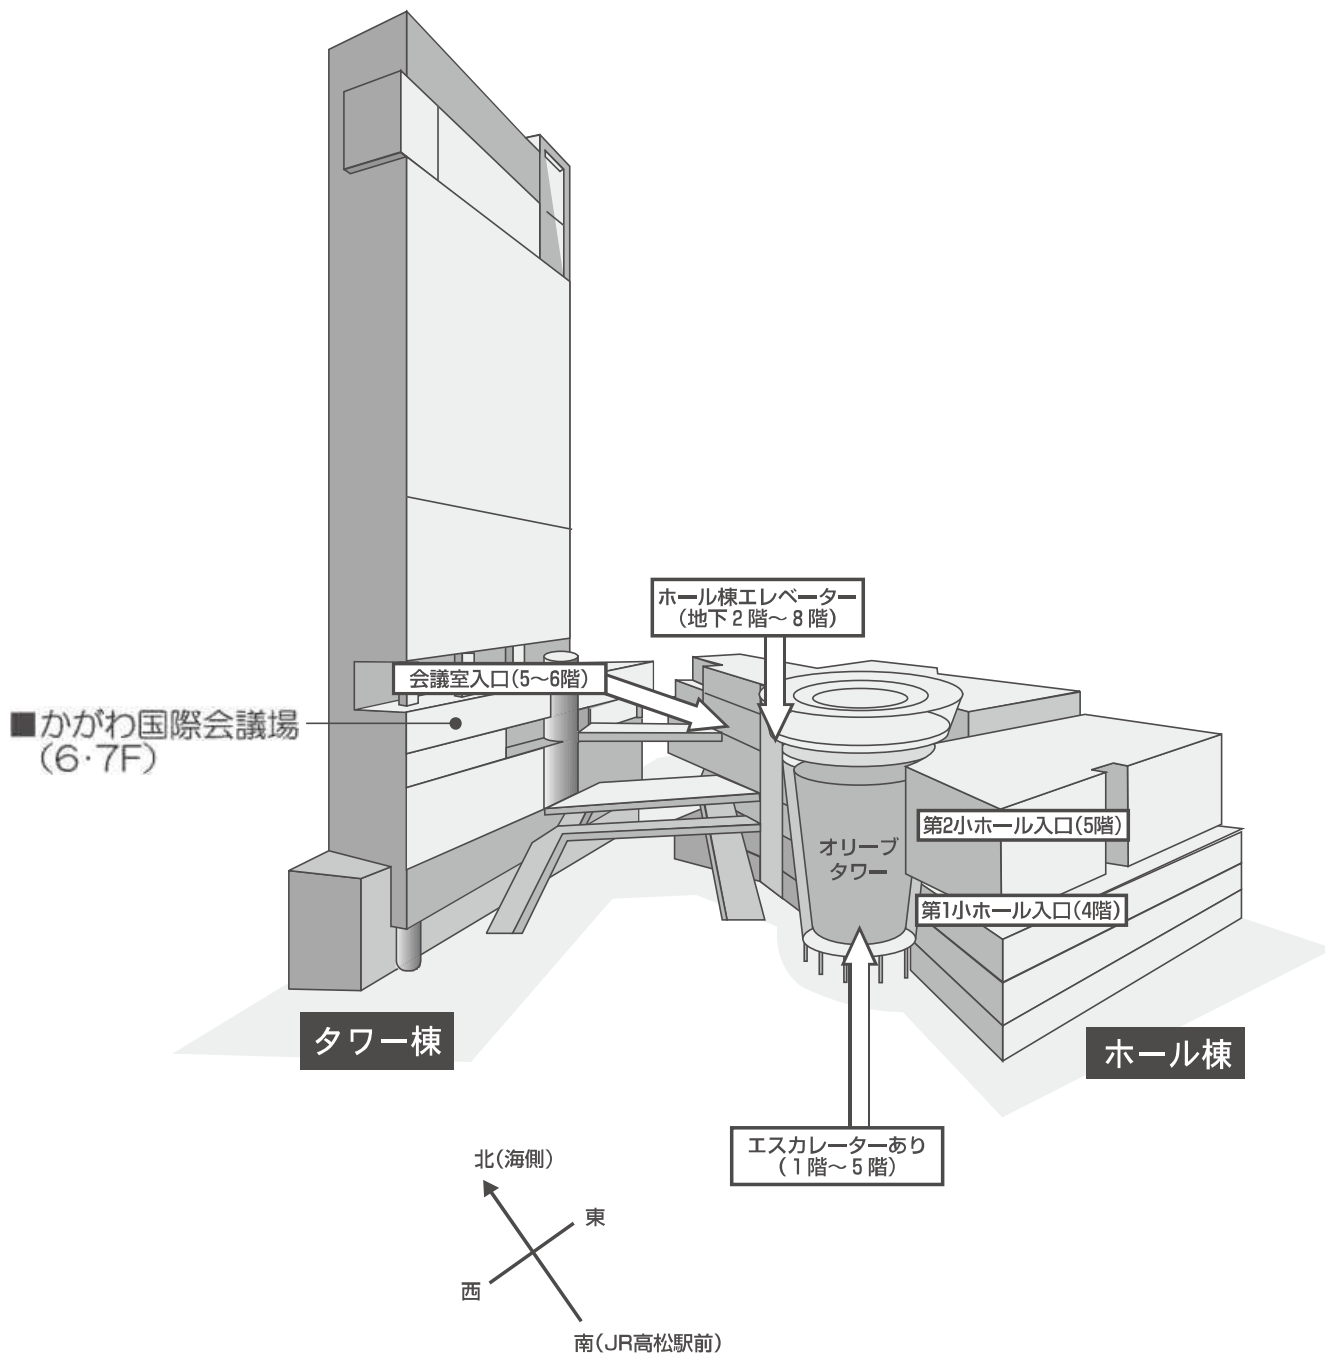 ホール棟エレベーター
（地下２階～８階）
会議室入口（5～6階）
■かがわ国際会議場
（6・7F）
第2小ホール入口（5階）
オリーブ
タワー
第1小ホール入口（4階）
タワー棟
ホール棟
エスカレーターあり
（１階～５階）
北（海側）
東
西
南（JR高松駅前）